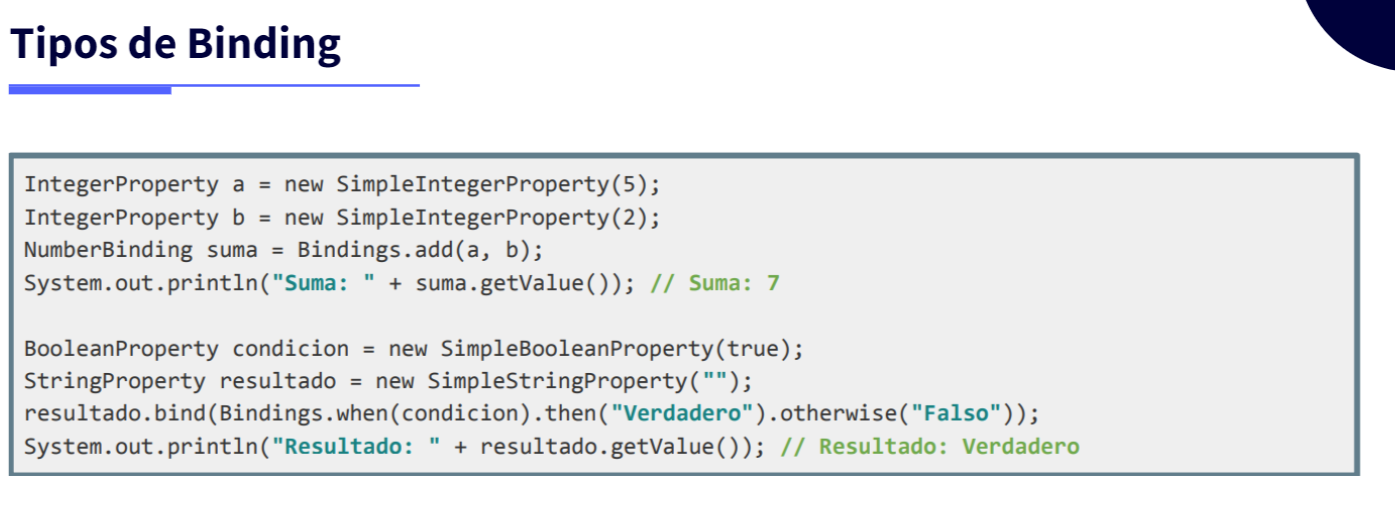 Tipos de Binding
IntegerProperty a = new SimpleIntegerProperty(5);
IntegerProperty b = new SimpleIntegerProperty(2);
NumberBinding suma = Bindings.add(a, b);
System.out.println("Suma: " + suma.getValue()); // Suma: 7
BooleanProperty condicion = new SimpleBooleanProperty(true);
StringProperty resultado = new SimpleStringProperty("");
resultado.bind(Bindings.when(condicion).then("Verdadero").otherwise("Falso"));
System.out.println("Resultado: " + resultado.getValue()); // Resultado: Verdadero